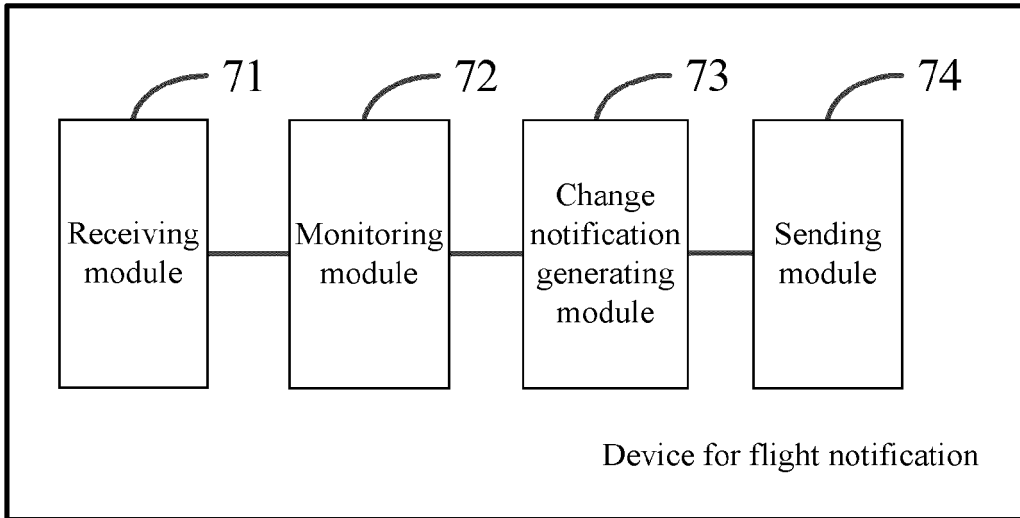 71
72
73
74
Receiving
module
Monitoring
module
Change
notification
generating
module
Sending
module
Device for flight notification